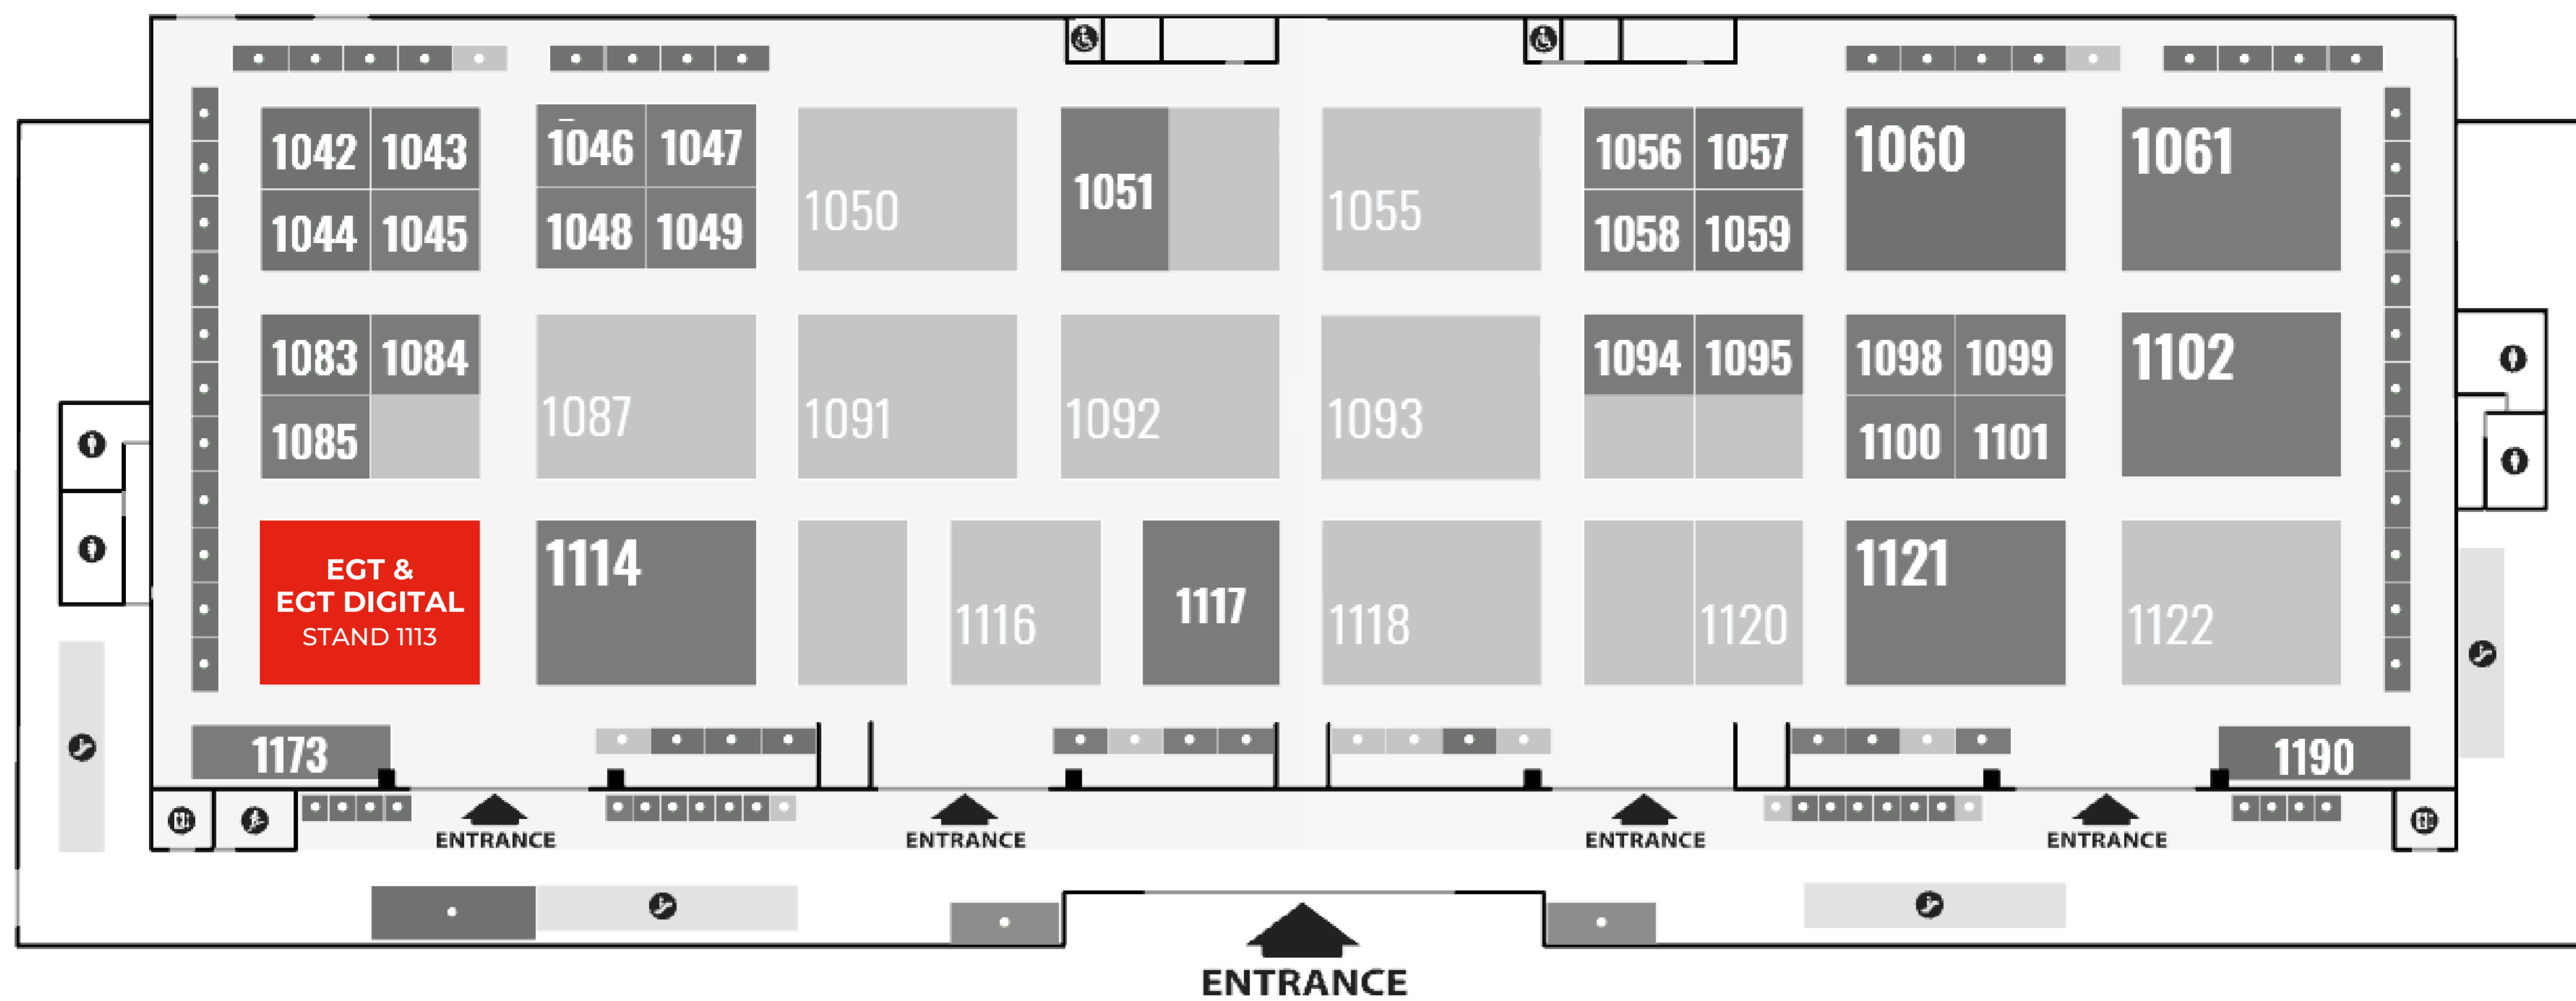 1042 1043 1046 1047 1056 1057 1060 1061
1050 1051 1055
1044 1045 1048 1049 1058 1059
1083 1084 1094 1095 1098 1099 1102
1087 1091 1092 1093
1085 1100 1101
EGT &
EGT DIGITAL
STAND 1113
1114 1121
1116 1117 1118 1120 1122
1173 1190
ENTRANCE ENTRANCE ENTRANCE ENTRANCE
ENTRANCE